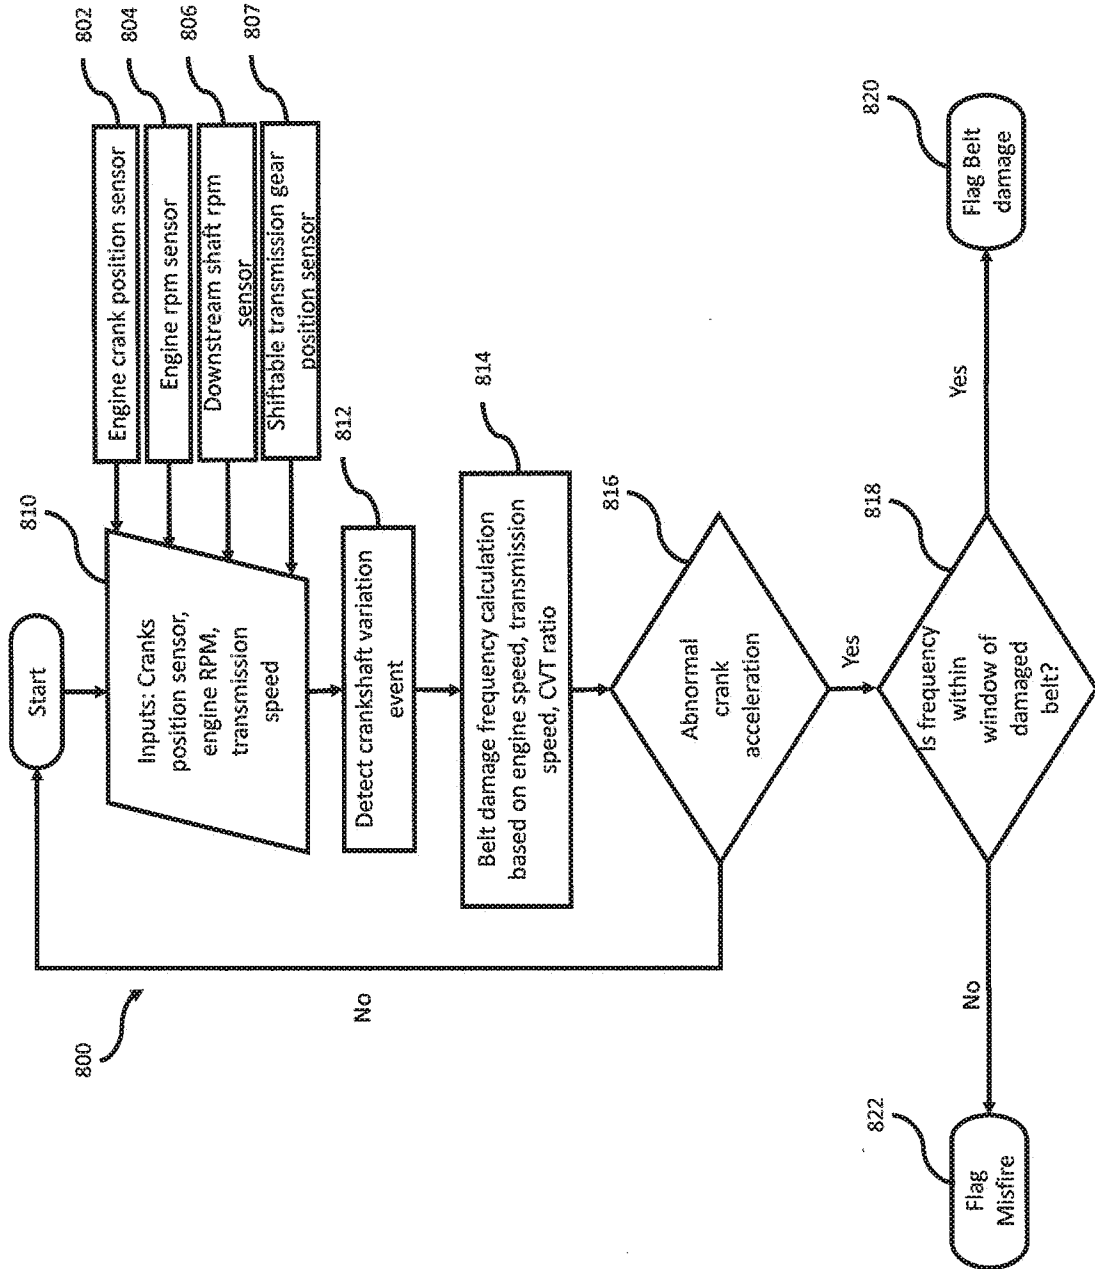 Start
810
Inputs: Cranks
position sensor,
engine RPM,
transmission
speed
Engine crank position sensor
802
Engine rpm sensor
804
Downstream shaft rpm
sensor
806
Shiftable transmission gear
position sensor
807
800
812
Detect crankshaft variation
event
814
Belt damage frequency calculation
based on engine speed, transmission
speed, CVT ratio
No
816
Abnormal
crank
acceleration
Yes
818
Is frequency
within
window of
damaged
belt?
No
Yes
822
Flag
Misfire
820
Flag Belt
damage